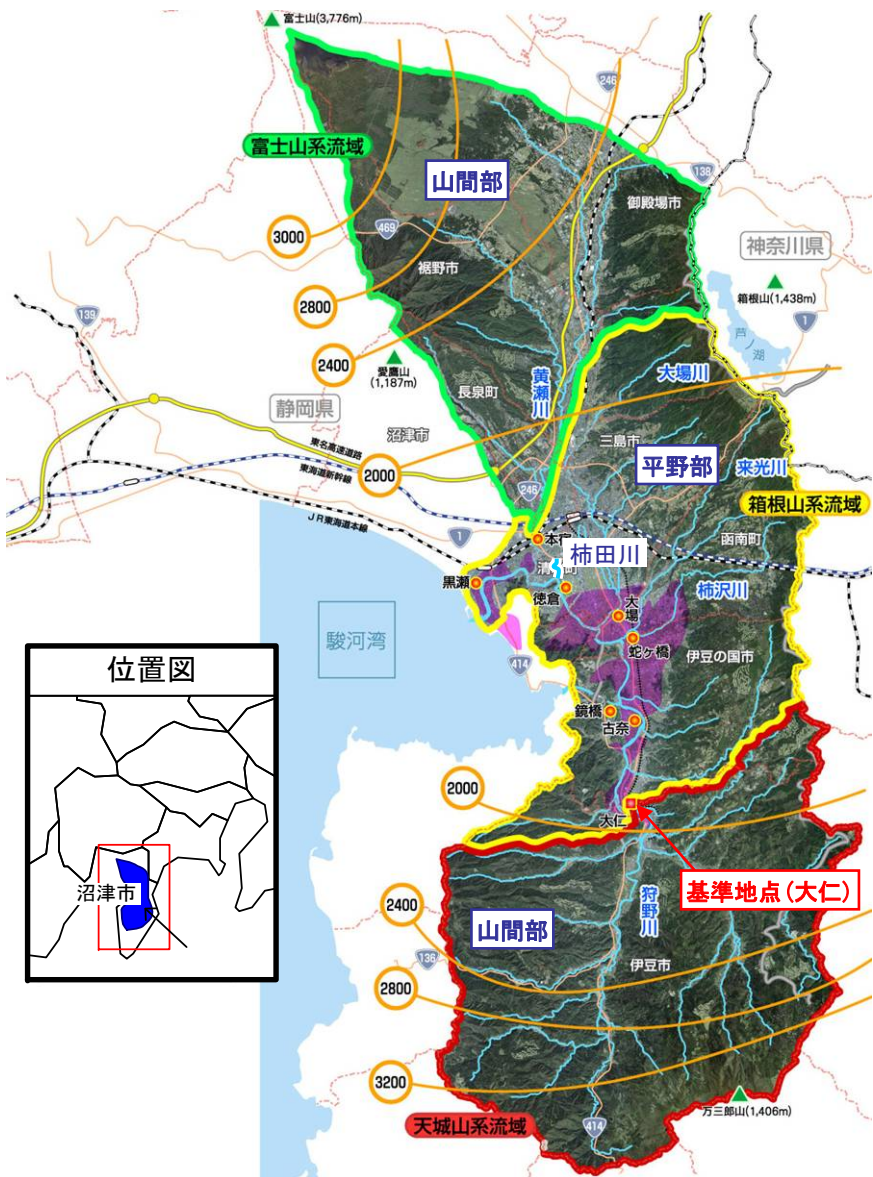 富士山(3,776m)
246
富士山系流域
山間部
138
御殿場市
神奈川県
469
3000
裾野市
箱根山(1,438m)
2800
139
芦ノ湖
1
2400
愛鷹山
(1,187m)
大場川
黄瀬川
長泉町
静岡県
沼津市
三島市
東名高速道路
平野部
2000
東海道新幹線
来光川
246
箱根山系流域
JR東海道本線
1
本宿
函南町
柿田川
黒瀬
徳倉
柿沢川
大場
駿河湾
蛇ヶ橋
位置図
414
伊豆の国市
鏡橋
古奈
2000
大仁
基準地点(大仁)
沼津市
2400
狩野川
山間部
136
伊豆市
2800
3200
万三郎山(1,406m)
天城山系流域
414